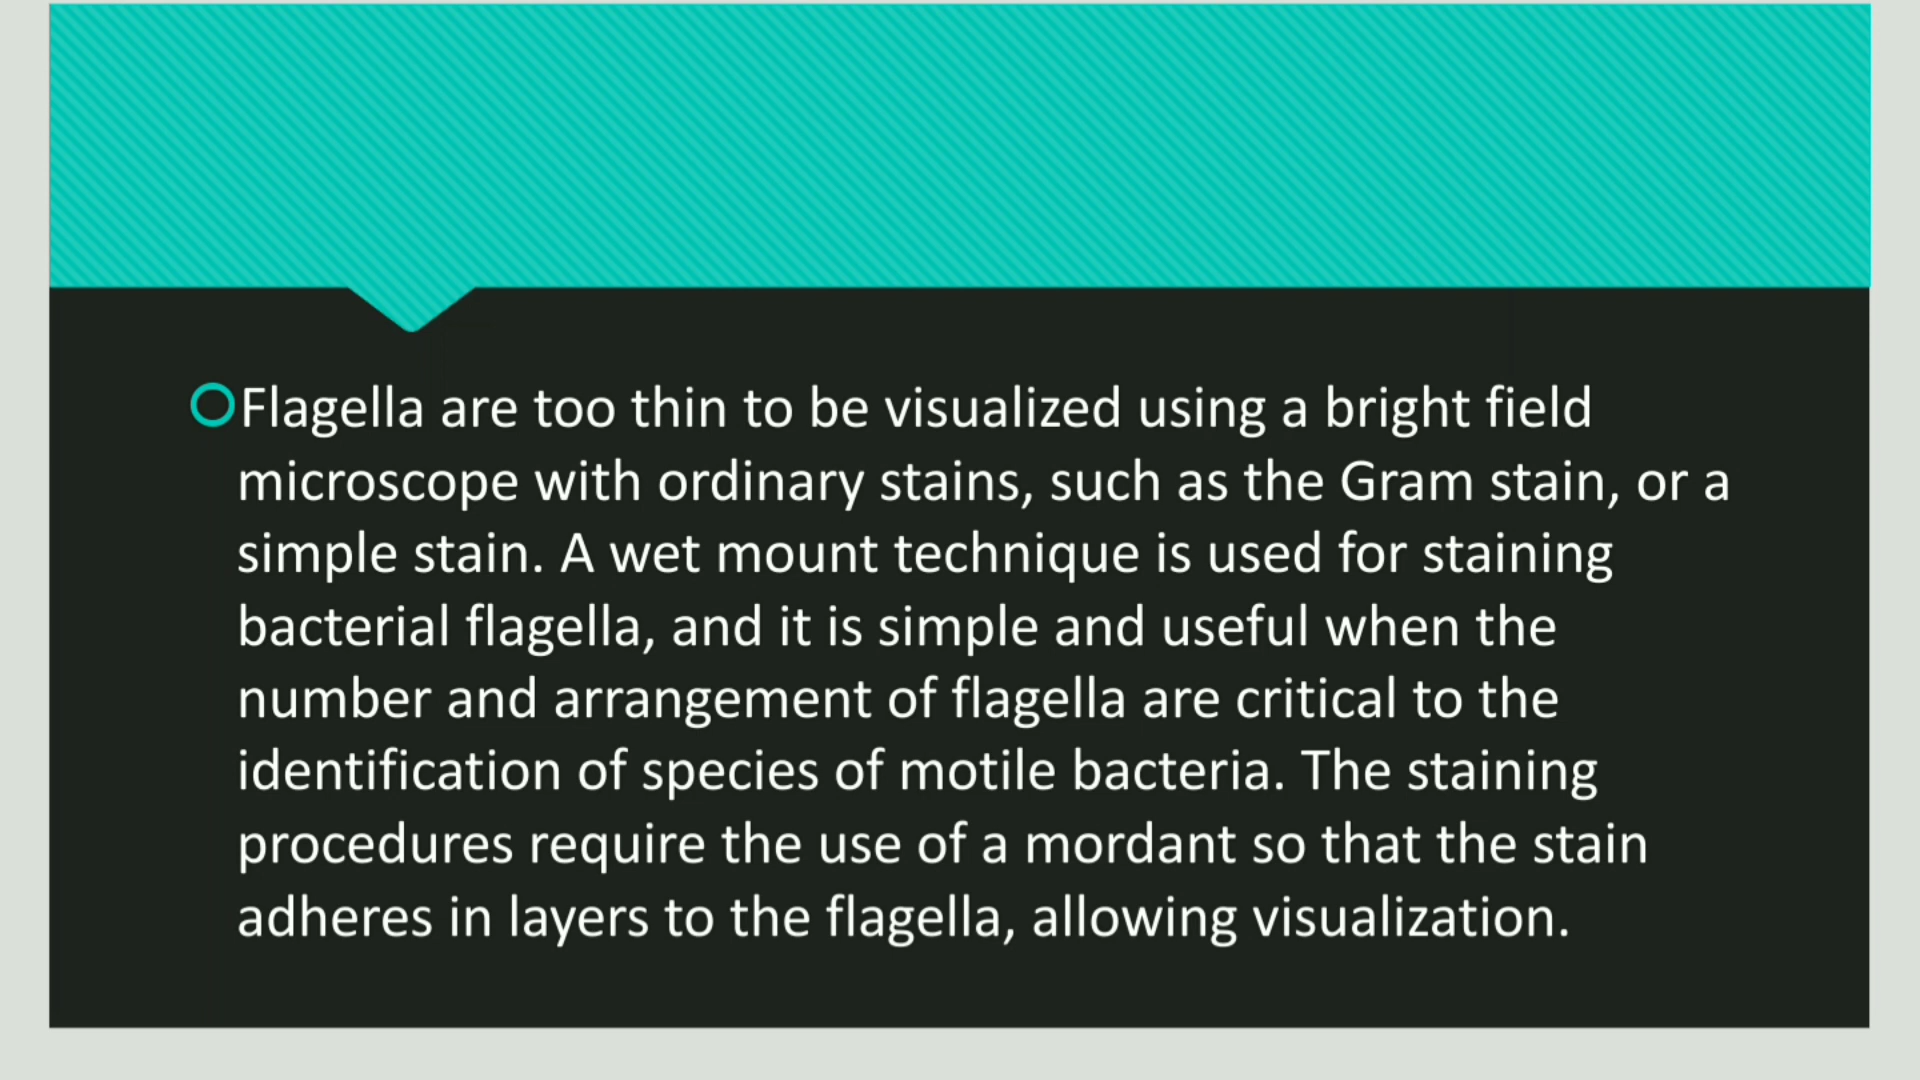 Flagella are too thin to be visualized using a bright field
microscope with ordinary stains, such as the Gram stain, or a
simple stain. A wet mount technique is used for staining
bacterial flagella, and it is simple and useful when the
number and arrangement of flagella are critical to the
identification of species of motile bacteria. The staining
procedures require the use of a mordant so that the stain
adheres in layers to the flagella, allowing visualization.